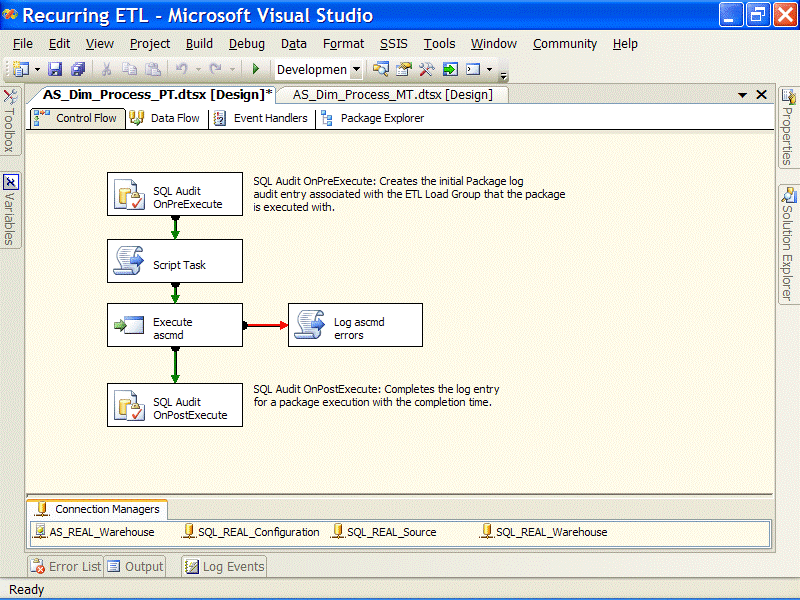 Recurring ETL - Microsoft Visual Studio
File Edit View Project Build Debug Data Format SSIS Tools Window Community Help
Developmen
AS_Dim_Process_PT.dtsx [Design]* AS_Dim_Process_MT.dtsx [Design]
Control Flow Data Flow Event Handlers Package Explorer
Toolbox
Variables
Properties
Solution Explorer
SQL Audit
OnPreExecute
SQL Audit OnPreExecute: Creates the initial Package log
audit entry associated with the ETL Load Group that the package
is executed with.
Script Task
Execute
ascmd
Log ascmd
errors
SQL Audit
OnPostExecute
SQL Audit OnPostExecute: Completes the log entry
for a package execution with the completion time.
Connection Managers
AS_REAL_Warehouse SQL_REAL_Configuration SQL_REAL_Source SQL_REAL_Warehouse
Error List Output Log Events
Ready